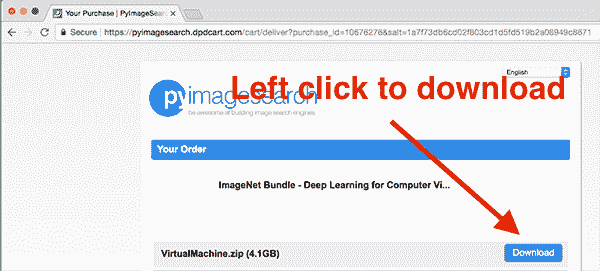 Your Purchase | PyImageSearch
Secure | https://pyimagesearch.dpdcart.com/cart/deliver?purchase_id=10676276&salt=1a7f73db6cd02f803cd1d5fd519b2a06949c8671
English
Left click to download
pyimagesearch
be awesome at building image search engines
Your Order
ImageNet Bundle - Deep Learning for Computer Vi...
VirtualMachine.zip (4.1GB)
Download